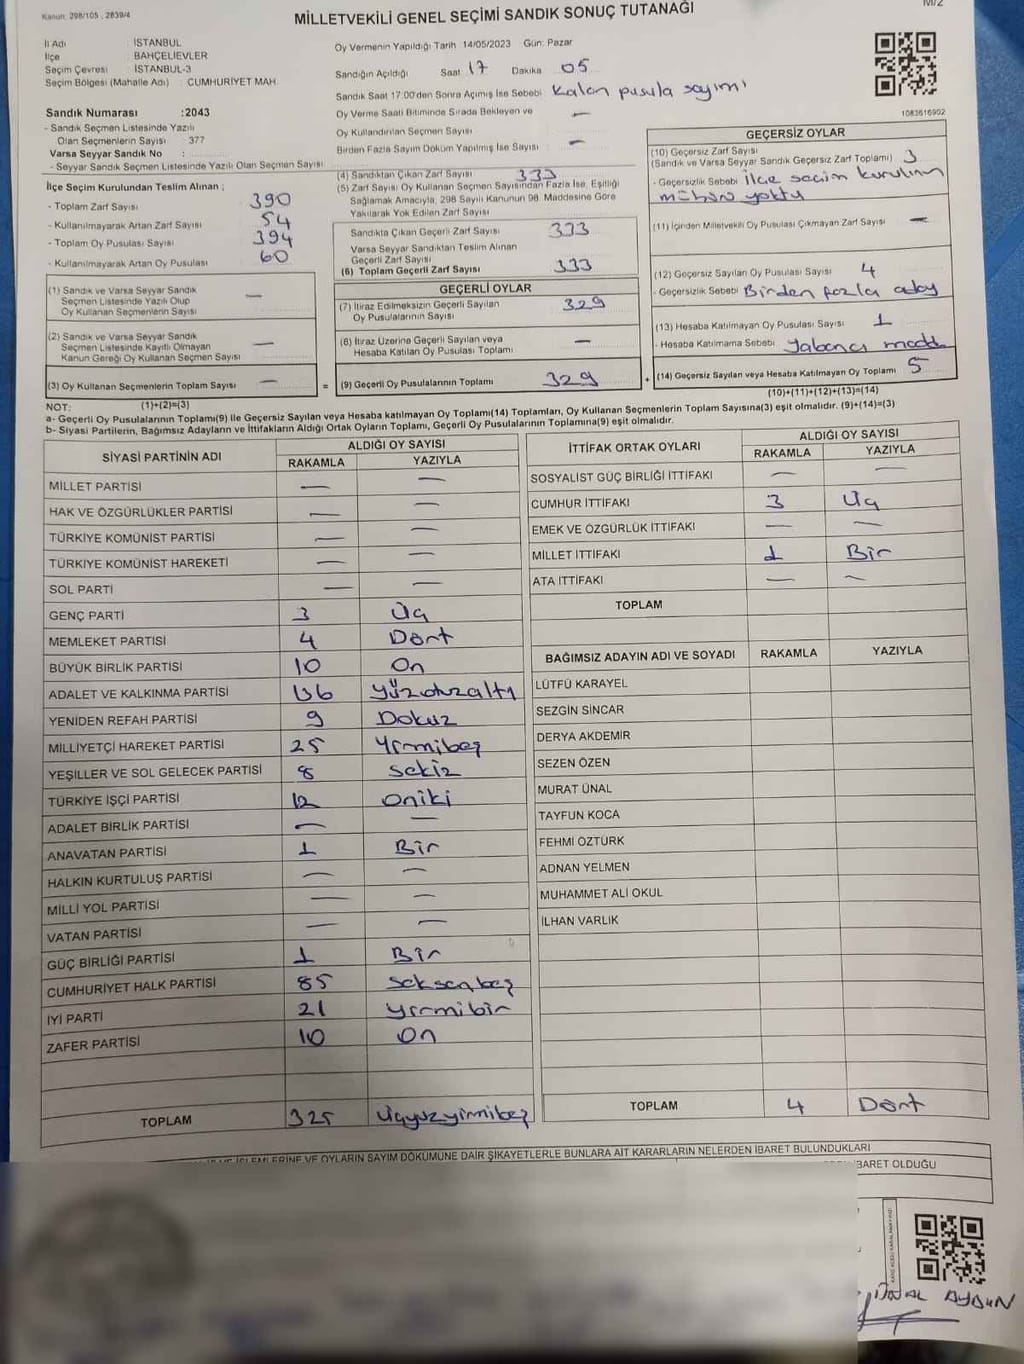 Kanun: 298/105 , 2839/4
MİLLETVEKİLİ GENEL SEÇİMİ SANDIK SONUÇ TUTANAĞI
İl Adı İSTANBUL
İlçe BAHÇELİEVLER
Seçim Çevresi İSTANBUL-3
Seçim Bölgesi (Mahalle Adı) : CUMHURİYET MAH.
Sandık Numarası :2043
- Sandık Seçmen Listesinde Yazılı
Olan Seçmenlerin Sayısı : 377
Varsa Seyyar Sandık No :
- Seyyar Sandık Seçmen Listesinde Yazılı Olan Seçmen Sayısı :
İlçe Seçim Kurulundan Teslim Alınan ;
- Toplam Zarf Sayısı 390
- Kullanılmayarak Artan Zarf Sayısı 54
- Toplam Oy Pusulası Sayısı 394
- Kullanılmayarak Artan Oy Pusulası 60
(1) Sandık ve Varsa Seyyar Sandık
Seçmen Listesinde Yazılı Olup
Oy Kullanan Seçmenlerin Sayısı —
(2) Sandık ve Varsa Seyyar Sandık
Seçmen Listesinde Kayıtlı Olmayan
Kanun Gereği Oy Kullanan Seçmen Sayısı —
(3) Oy Kullanan Seçmenlerin Toplam Sayısı —
(1)+(2)=(3)
Oy Vermenin Yapıldığı Tarih 14/05/2023 Gün: Pazar
Sandığın Açıldığı Saat 17 Dakika 05
Sandık Saat 17:00'den Sonra Açılmış İse Sebebi Kalan pusula sayımı
Oy Verme Saati Bitiminde Sırada Bekleyen ve
Oy Kullandırılan Seçmen Sayısı —
Birden Fazla Sayım Döküm Yapılmış İse Sayısı —
(4) Sandıktan Çıkan Zarf Sayısı 333
(5) Zarf Sayısı Oy Kullanan Seçmen Sayısından Fazla İse, Eşitliği
Sağlamak Amacıyla, 298 Sayılı Kanunun 98. Maddesine Göre
Yakılarak Yok Edilen Zarf Sayısı
Sandıkta Çıkan Geçerli Zarf Sayısı 333
Varsa Seyyar Sandıktan Teslim Alınan
Geçerli Zarf Sayısı
(6) Toplam Geçerli Zarf Sayısı 333
GEÇERLİ OYLAR
(7) İtiraz Edilmeksizin Geçerli Sayılan
Oy Pusulalarının Sayısı 329
(8) İtiraz Üzerine Geçerli Sayılan veya
Hesaba Katılan Oy Pusulası Toplamı —
= (9) Geçerli Oy Pusulalarının Toplamı 329 +
1083616902
GEÇERSİZ OYLAR
(10) Geçersiz Zarf Sayısı
(Sandık ve Varsa Seyyar Sandık Geçersiz Zarf Toplamı) 3
- Geçersizlik Sebebi İlçe seçim kurulunun
mührü yoktu
(11) İçinden Milletvekili Oy Pusulası Çıkmayan Zarf Sayısı —
(12) Geçersiz Sayılan Oy Pusulası Sayısı 4
- Geçersizlik Sebebi Birden fazla aday
(13) Hesaba Katılmayan Oy Pusulası Sayısı 1
- Hesaba Katılmama Sebebi Yabancı madde
(14) Geçersiz Sayılan veya Hesaba Katılmayan Oy Toplamı 5
(10)+(11)+(12)+(13)=(14)
NOT:
a- Geçerli Oy Pusulalarının Toplamı(9) ile Geçersiz Sayılan veya Hesaba katılmayan Oy Toplamı(14) Toplamları, Oy Kullanan Seçmenlerin Toplam Sayısına(3) eşit olmalıdır. (9)+(14)=(3)
b- Siyasi Partilerin, Bağımsız Adayların ve İttifakların Aldığı Ortak Oyların Toplamı, Geçerli Oy Pusulalarının Toplamına(9) eşit olmalıdır.
SİYASİ PARTİNİN ADI ALDIĞI OY SAYISI
RAKAMLA YAZIYLA
MİLLET PARTİSİ — —
HAK VE ÖZGÜRLÜKLER PARTİSİ — —
TÜRKİYE KOMÜNİST PARTİSİ — —
TÜRKİYE KOMÜNİST HAREKETİ — —
SOL PARTİ — —
GENÇ PARTİ 3 Üç
MEMLEKET PARTİSİ 4 Dört
BÜYÜK BİRLİK PARTİSİ 10 On
ADALET VE KALKINMA PARTİSİ 136 Yüzotuzaltı
YENİDEN REFAH PARTİSİ 9 Dokuz
MİLLİYETÇİ HAREKET PARTİSİ 25 Yirmibeş
YEŞİLLER VE SOL GELECEK PARTİSİ 8 Sekiz
TÜRKİYE İŞÇİ PARTİSİ 12 Oniki
ADALET BİRLİK PARTİSİ — —
ANAVATAN PARTİSİ 1 Bir
HALKIN KURTULUŞ PARTİSİ — —
MİLLİ YOL PARTİSİ — —
VATAN PARTİSİ — —
GÜÇ BİRLİĞİ PARTİSİ 1 Bir
CUMHURİYET HALK PARTİSİ 85 Seksenbeş
İYİ PARTİ 21 Yirmibir
ZAFER PARTİSİ 10 On
TOPLAM 325 Üçyüzyirmibeş
İTTİFAK ORTAK OYLARI ALDIĞI OY SAYISI
RAKAMLA YAZIYLA
SOSYALİST GÜÇ BİRLİĞİ İTTİFAKI — —
CUMHUR İTTİFAKI 3 Üç
EMEK VE ÖZGÜRLÜK İTTİFAKI — —
MİLLET İTTİFAKI 1 Bir
ATA İTTİFAKI — —
TOPLAM
BAĞIMSIZ ADAYIN ADI VE SOYADI RAKAMLA YAZIYLA
LÜTFÜ KARAYEL
SEZGİN SİNCAR
DERYA AKDEMİR
SEZEN ÖZEN
MURAT ÜNAL
TAYFUN KOCA
FEHMİ ÖZTÜRK
ADNAN YELMEN
MUHAMMET ALİ OKUL
İLHAN VARLIK
TOPLAM 4 Dört
İŞLEMLERİNE VE OYLARIN SAYIM DÖKÜMÜNE DAİR ŞİKAYETLERLE BUNLARA AİT KARARLARIN NELERDEN İBARET BULUNDUKLARI
İBARET OLDUĞU